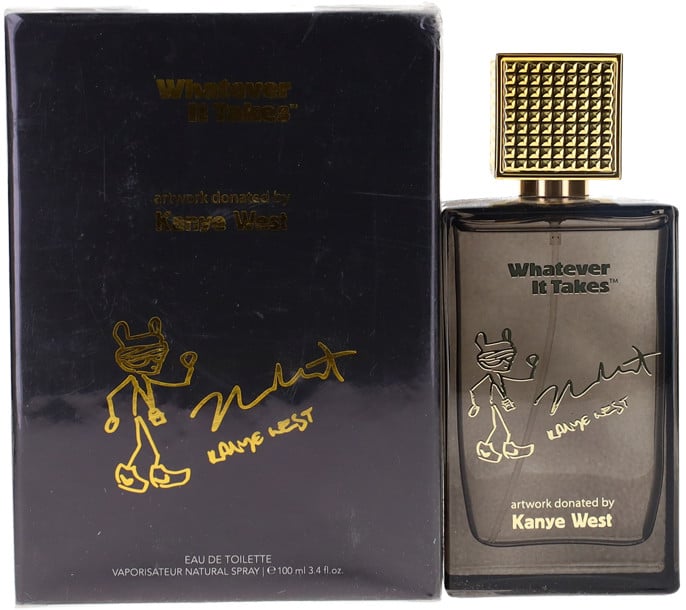 Whatever
It Takes™
artwork donated by
Kanye West
KANYE WEST
EAU DE TOILETTE
VAPORISATEUR NATURAL SPRAY | ℮ 100 ml 3.4 fl oz.
Whatever
It Takes™
KANYE WEST
artwork donated by
Kanye West